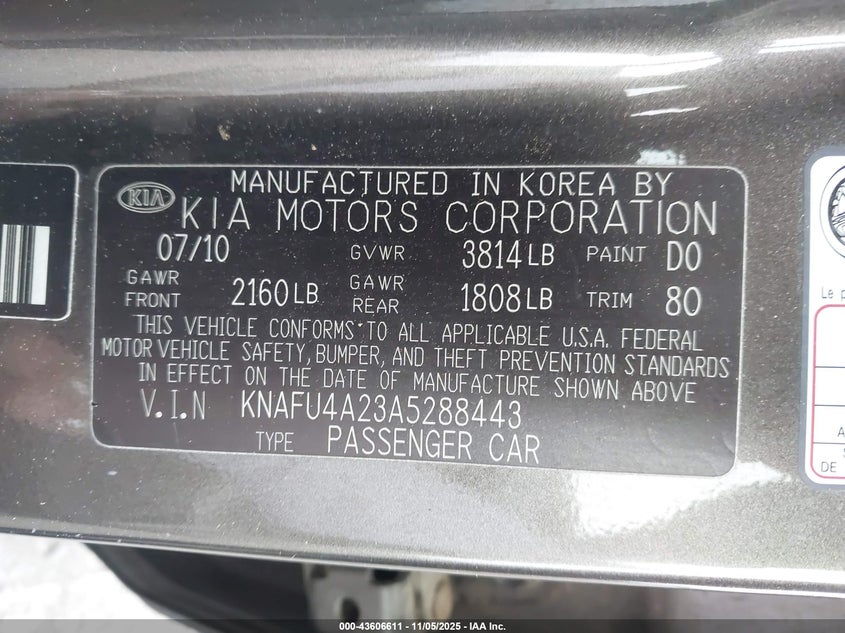 MANUFACTURED IN KOREA BY
KIA KIA MOTORS CORPORATION
07/10 GVWR 3814 LB PAINT D0
GAWR FRONT 2160 LB GAWR REAR 1808 LB TRIM 80
THIS VEHICLE CONFORMS TO ALL APPLICABLE U.S.A. FEDERAL
MOTOR VEHICLE SAFETY, BUMPER, AND THEFT PREVENTION STANDARDS
IN EFFECT ON THE DATE OF MANUFACTURE SHOWN ABOVE
V.I.N KNAFU4A23A5288443
TYPE PASSENGER CAR
Le p
A
S
DE
000-43606611 - 11/05/2025 - IAA Inc.